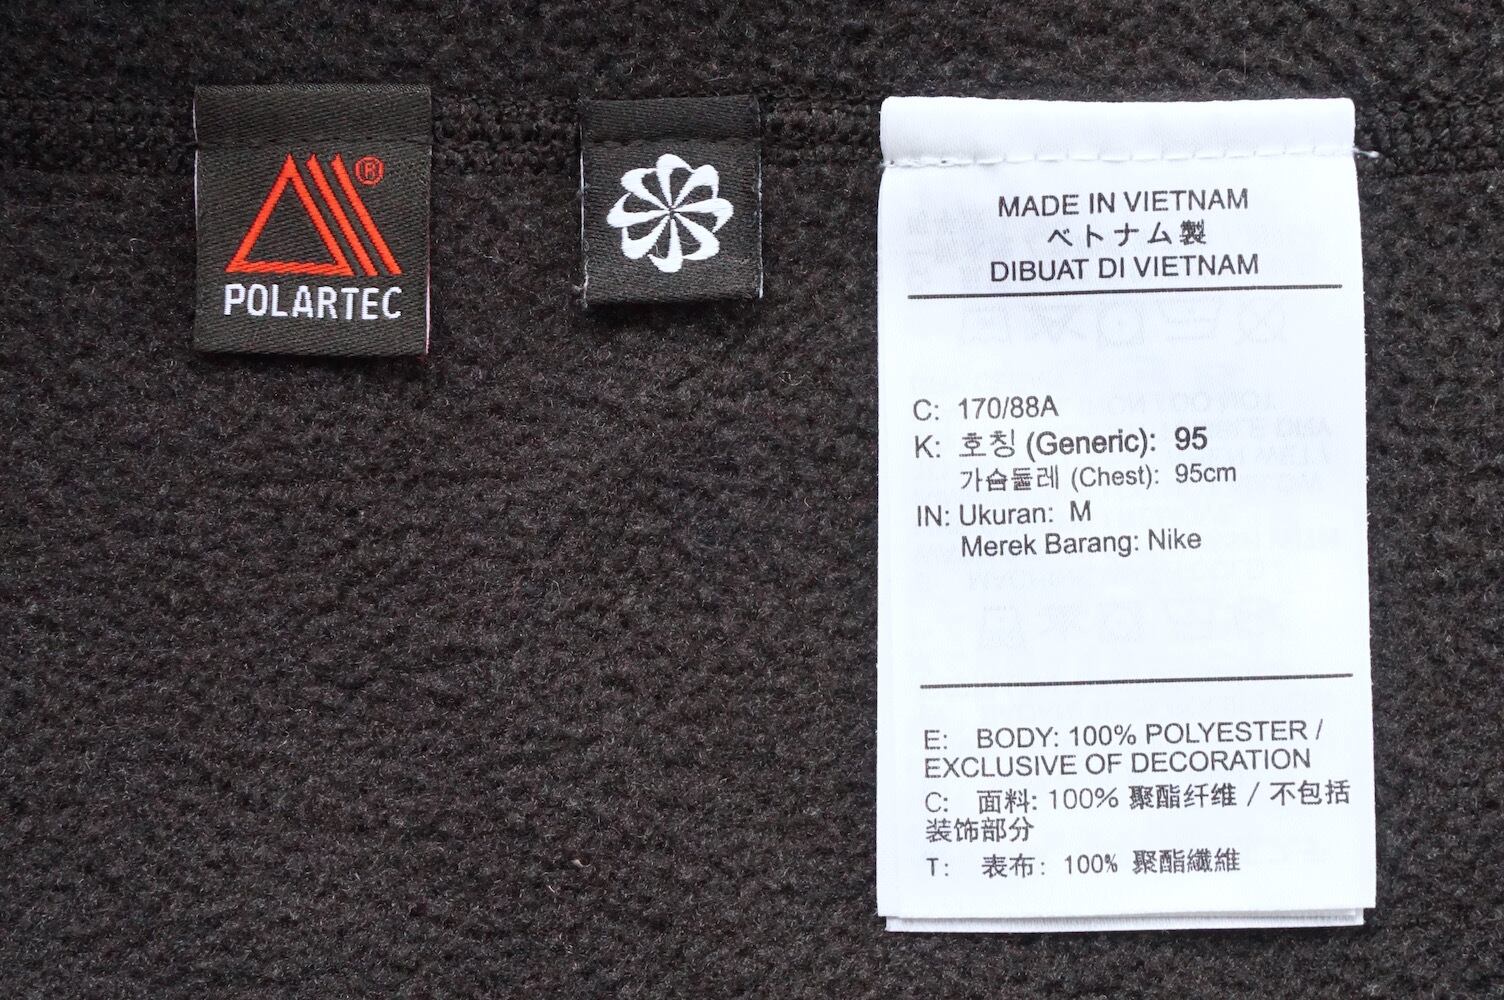 POLARTEC
MADE IN VIETNAM
ベトナム製
DIBUAT DI VIETNAM
C: 170/88A
K: 호칭 (Generic): 95
가슴둘레 (Chest): 95cm
IN: Ukuran: M
Merek Barang: Nike
E: BODY: 100% POLYESTER /
EXCLUSIVE OF DECORATION
C: 面料: 100% 聚酯纤维 / 不包括
装饰部分
T: 表布: 100% 聚酯纖維